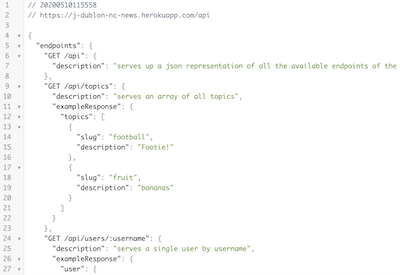 1 // 20200510115558
2 // https://j-dublon-nc-news.herokuapp.com/api
3
4 {
5 "endpoints": {
6 "GET /api": {
7 "description": "serves up a json representation of all the available endpoints of the
8 },
9 "GET /api/topics": {
10 "description": "serves an array of all topics",
11 "exampleResponse": {
12 "topics": [
13 {
14 "slug": "football",
15 "description": "Footie!"
16 },
17 {
18 "slug": "fruit",
19 "description": "bananas"
20 }
21 ]
22 }
23 },
24 "GET /api/users/:username": {
25 "description": "serves a single user by username",
26 "exampleResponse": {
27 "user": {